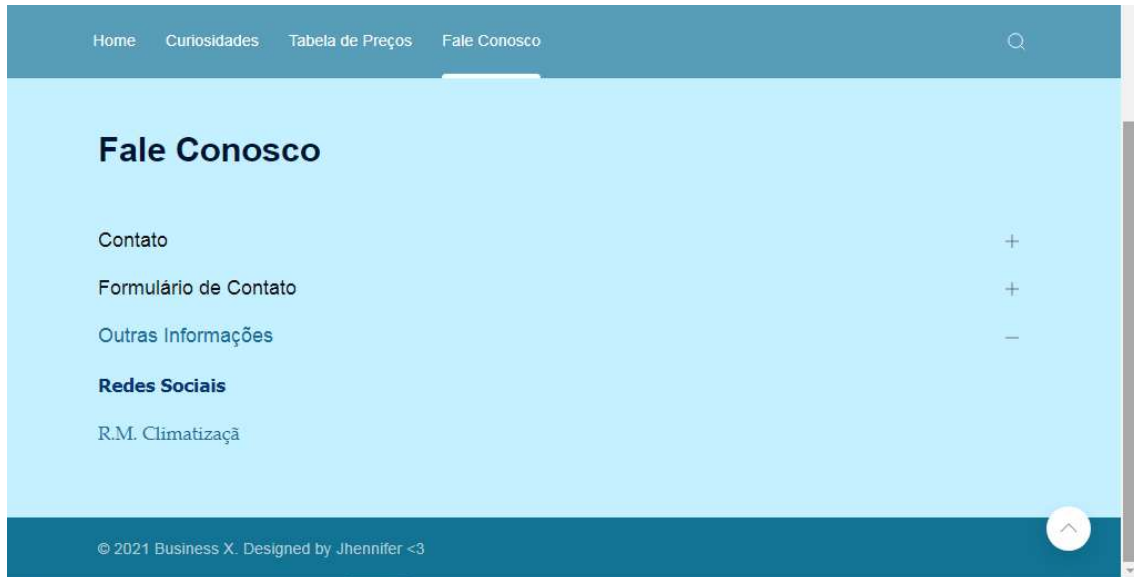 Home Curiosidades Tabela de Preços Fale Conosco
Fale Conosco
Contato
Formulário de Contato
Outras Informações
Redes Sociais
R.M. Climatizaçã
© 2021 Business X. Designed by Jhennifer <3